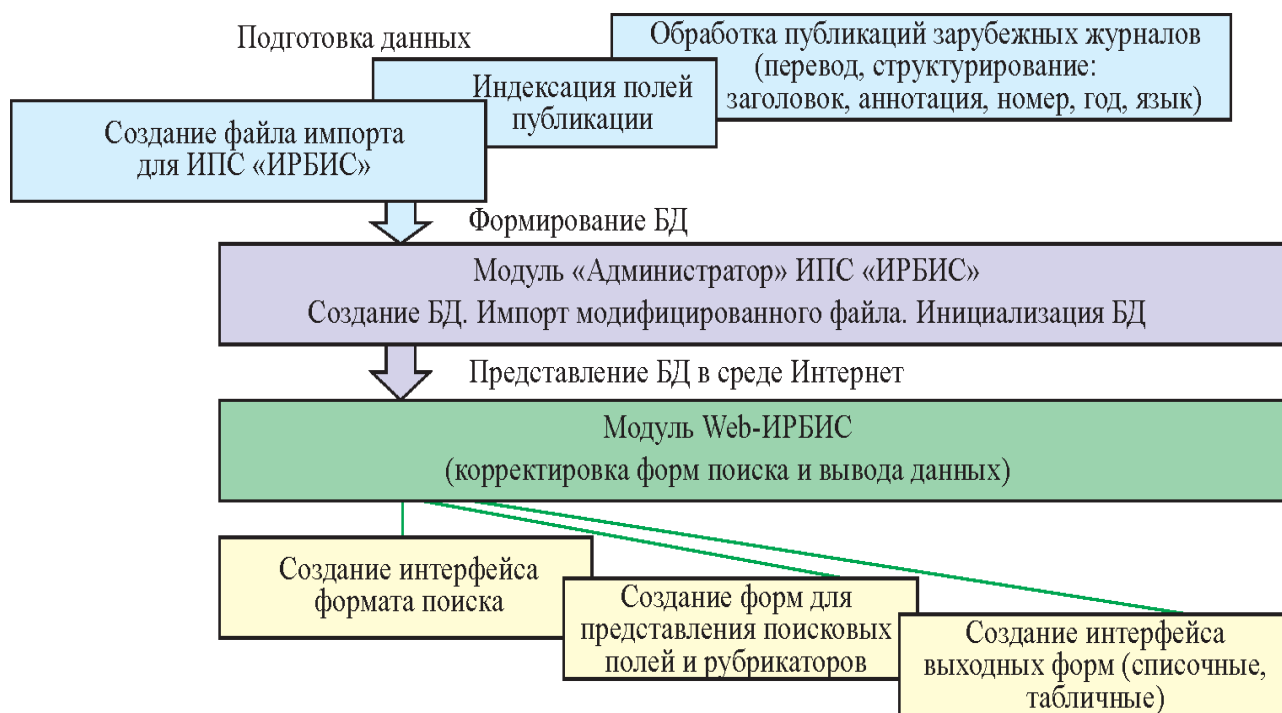 Подготовка данных
Обработка публикаций зарубежных журналов
(перевод, структурирование:
заголовок, аннотация, номер, год, язык)
Индексация полей
публикации
Создание файла импорта
для ИПС «ИРБИС»
Формирование БД
Модуль «Администратор» ИПС «ИРБИС»
Создание БД. Импорт модифицированного файла. Инициализация БД
Представление БД в среде Интернет
Модуль Web-ИРБИС
(корректировка форм поиска и вывода данных)
Создание интерфейса
формата поиска
Создание форм для
представления поисковых
полей и рубрикаторов
Создание интерфейса
выходных форм (списочные,
табличные)